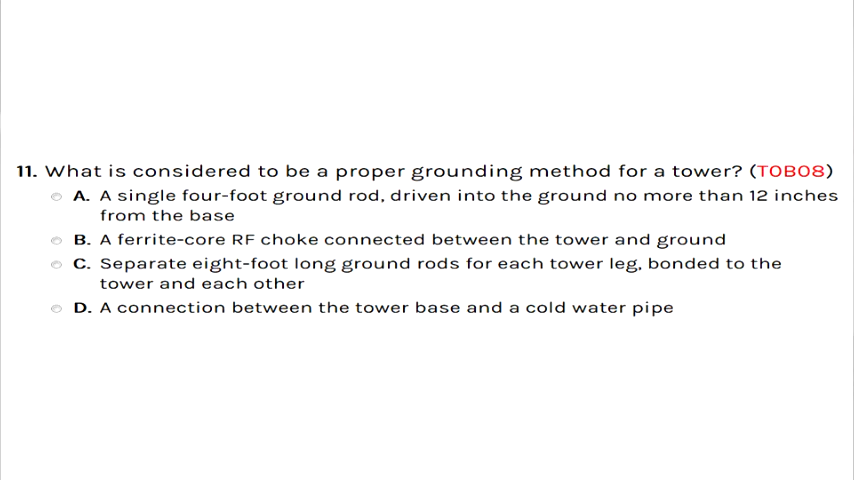 11. What is considered to be a proper grounding method for a tower? (T0B08)
A. A single four-foot ground rod, driven into the ground no more than 12 inches
from the base
B. A ferrite-core RF choke connected between the tower and ground
C. Separate eight-foot long ground rods for each tower leg, bonded to the
tower and each other
D. A connection between the tower base and a cold water pipe